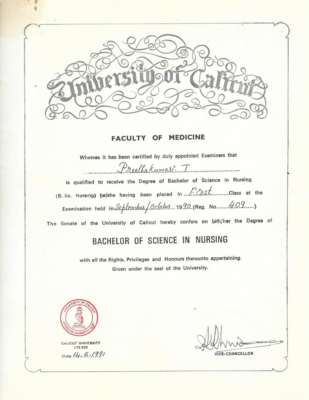 University of Calicut
FACULTY OF MEDICINE
Whereas it has been certified by duly appointed Examiners that
Preethakumari T
is qualified to receive the Degree of Bachelor of Science in Nursing
(B.Sc. Nursing) he/she having been placed in First Class at the
Examination held in September/October 1990 (Reg. No. 409)
The Senate of the University of Calicut hereby confers on him/her the Degree of
BACHELOR OF SCIENCE IN NURSING
with all the Rights, Privileges and Honours thereunto appertaining.
Given under the seal of the University.
CALICUT UNIVERSITY
VICE-CHANCELLOR
Date 14.6.1991